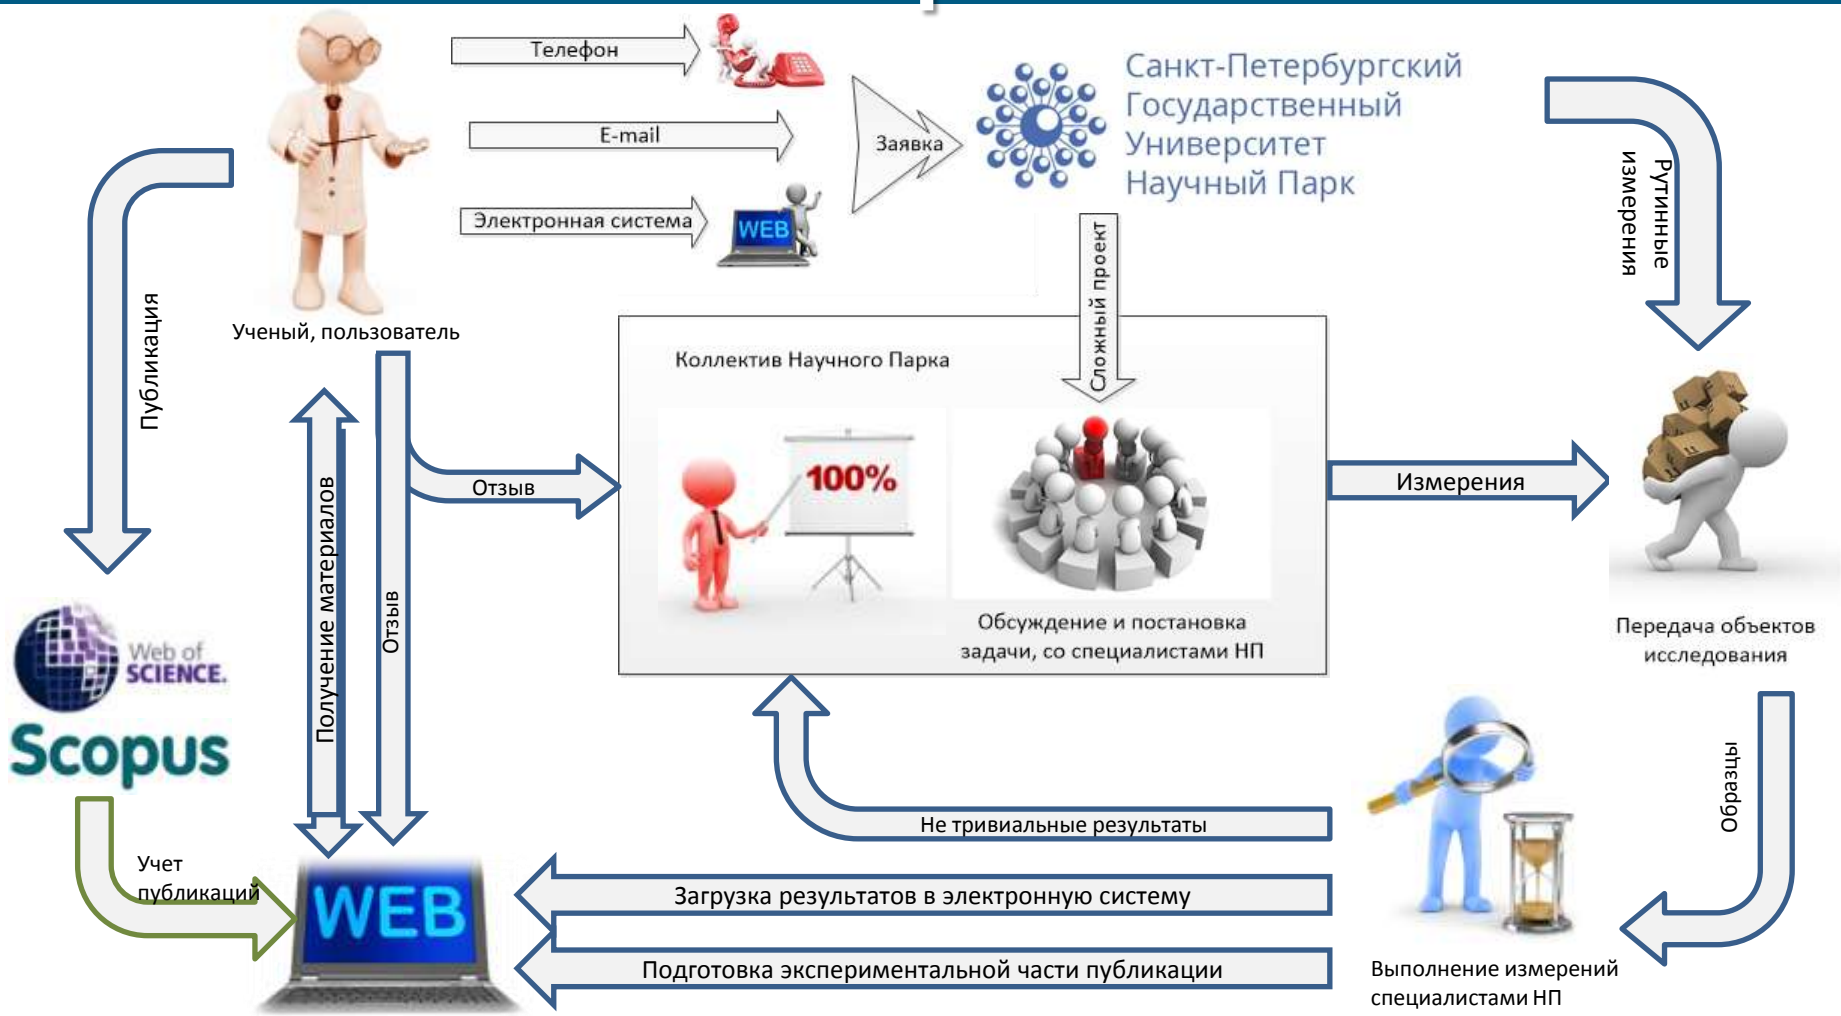 Телефон
E-mail
Электронная система
WEB
Заявка
Санкт-Петербургский
Государственный
Университет
Научный Парк
Рутинные
измерения
Сложный проект
Ученый, пользователь
Публикация
Коллектив Научного Парка
100%
Обсуждение и постановка
задачи, со специалистами НП
Отзыв
Измерения
Получение материалов
Отзыв
Передача объектов
исследования
Web of
SCIENCE.
Scopus
Образцы
Не тривиальные результаты
Учет
публикаций
WEB
Загрузка результатов в электронную систему
Подготовка экспериментальной части публикации
Выполнение измерений
специалистами НП